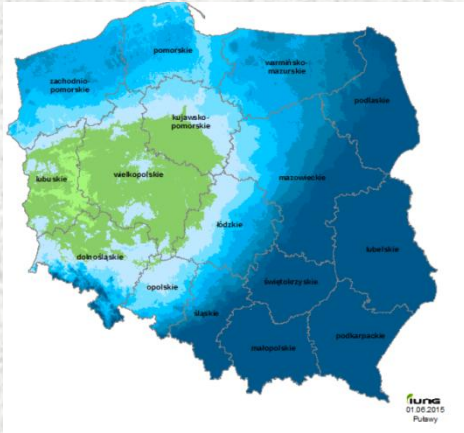 pomorskie
zachodnio-
pomorskie
warmińsko-
mazurskie
podlaskie
kujawsko-
pomorskie
lubuskie
wielkopolskie
mazowieckie
łódzkie
lubelskie
dolnośląskie
opolskie
świętokrzyskie
śląskie
małopolskie
podkarpackie
IUNG
01.06.2015
Puławy